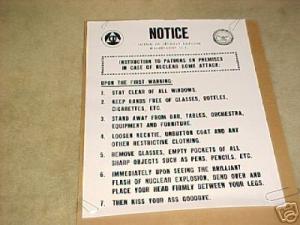 NOTICE
INSTRUCTION TO PATRONS ON PREMISES
IN CASE OF NUCLEAR BOMB ATTACK:
UPON THE FIRST WARNING:
1. STAY CLEAR OF ALL WINDOWS.
2. KEEP HANDS FREE OF GLASSES, BOTTLES,
CIGARETTES, ETC.
3. STAND AWAY FROM BAR, TABLES, ORCHESTRA,
EQUIPMENT AND FURNITURE.
4. LOOSEN NECKTIE, UNBUTTON COAT AND ANY
OTHER RESTRICTIVE CLOTHING.
5. REMOVE GLASSES, EMPTY POCKETS OF ALL
SHARP OBJECTS SUCH AS PENS, PENCILS, ETC.
6. IMMEDIATELY UPON SEEING THE BRILLIANT
FLASH OF NUCLEAR EXPLOSION, BEND OVER AND
PLACE YOUR HEAD FIRMLY BETWEEN YOUR LEGS.
7. THEN KISS YOUR ASS GOODBYE.